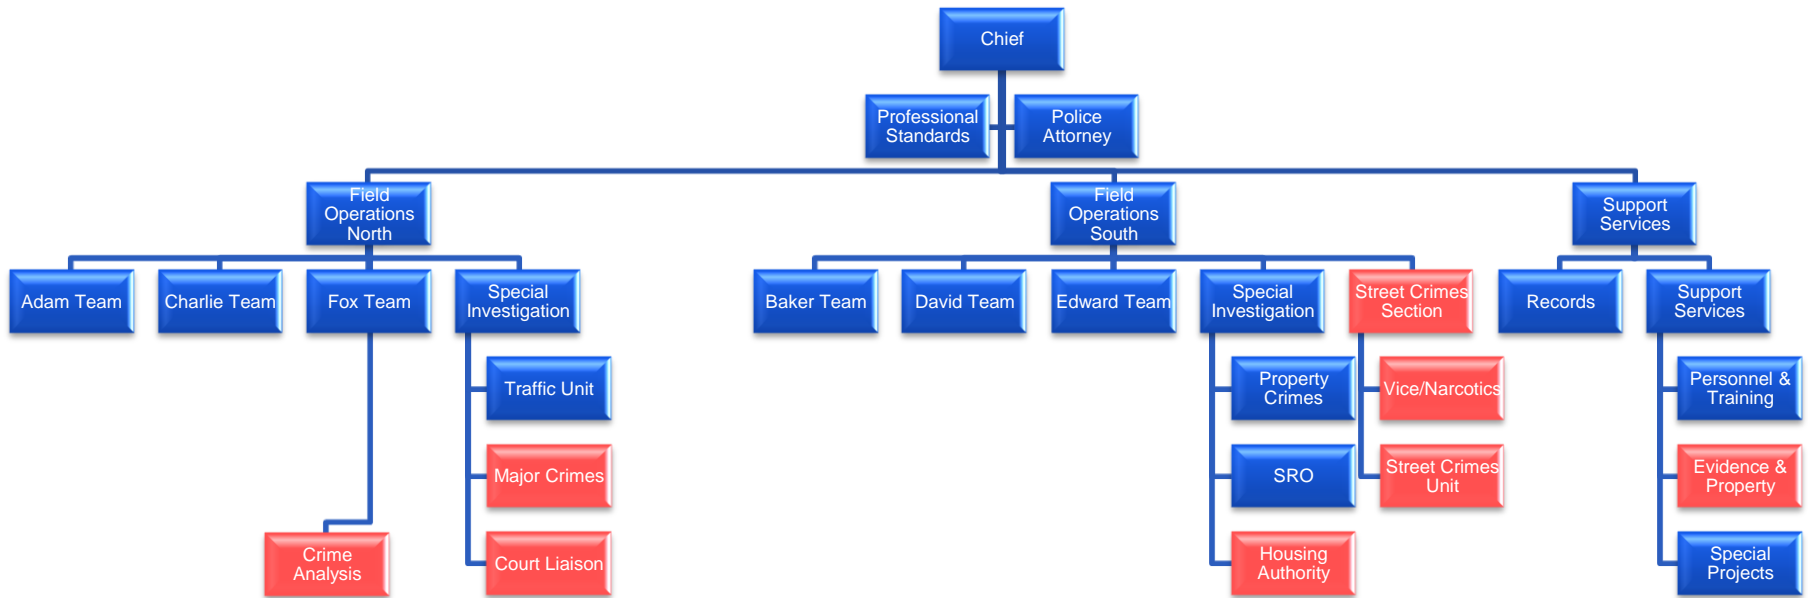 Chief
Professional
Standards
Police
Attorney
Field
Operations
North
Field
Operations
South
Support
Services
Adam Team
Charlie Team
Fox Team
Special
Investigation
Baker Team
David Team
Edward Team
Special
Investigation
Street Crimes
Section
Records
Support
Services
Traffic Unit
Property
Crimes
Vice/Narcotics
Personnel &
Training
Major Crimes
SRO
Street Crimes
Unit
Evidence &
Property
Crime
Analysis
Court Liaison
Housing
Authority
Special
Projects